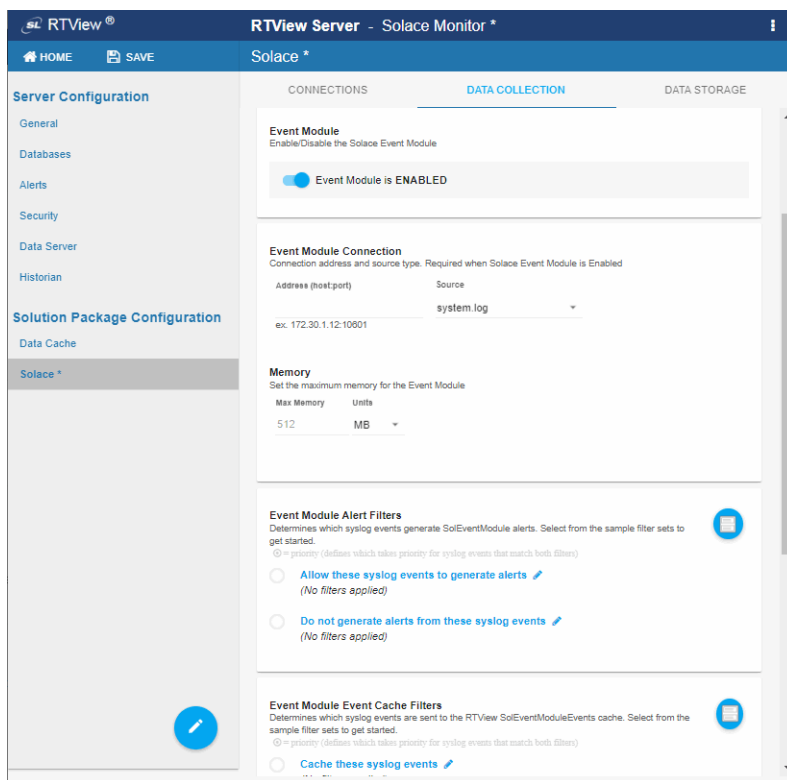 SL RTView ®
RTView Server - Solace Monitor *
HOME
SAVE
Solace *
Server Configuration
General
Databases
Alerts
Security
Data Server
Historian
Solution Package Configuration
Data Cache
Solace *
CONNECTIONS
DATA COLLECTION
DATA STORAGE
Event Module
Enable/Disable the Solace Event Module
Event Module is ENABLED
Event Module Connection
Connection address and source type. Required when Solace Event Module is Enabled
Address (host:port)
Source
system.log
ex. 172.30.1.12:10601
Memory
Set the maximum memory for the Event Module
Max Memory
Units
512
MB
Event Module Alert Filters
Determines which syslog events generate SolEventModule alerts. Select from the sample filter sets to
get started.
= priority (defines which takes priority for syslog events that match both filters)
Allow these syslog events to generate alerts
(No filters applied)
Do not generate alerts from these syslog events
(No filters applied)
Event Module Event Cache Filters
Determines which syslog events are sent to the RTView SolEventModuleEvents cache. Select from the
sample filter sets to get started.
= priority (defines which takes priority for syslog events that match both filters)
Cache these syslog events